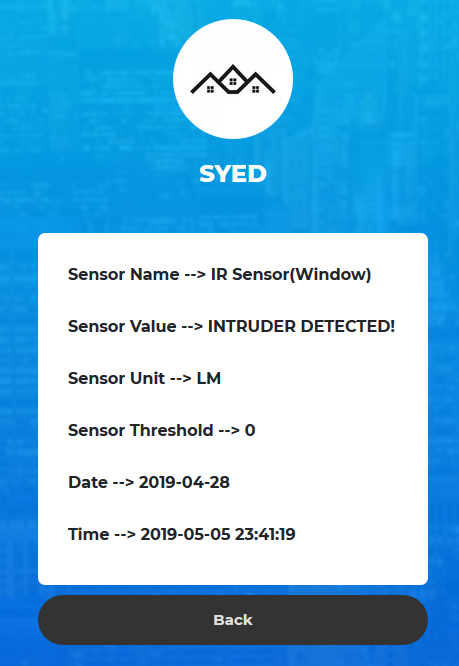 SYED
Sensor Name --> IR Sensor(Window)
Sensor Value --> INTRUDER DETECTED!
Sensor Unit --> LM
Sensor Threshold --> 0
Date --> 2019-04-28
Time --> 2019-05-05 23:41:19
Back